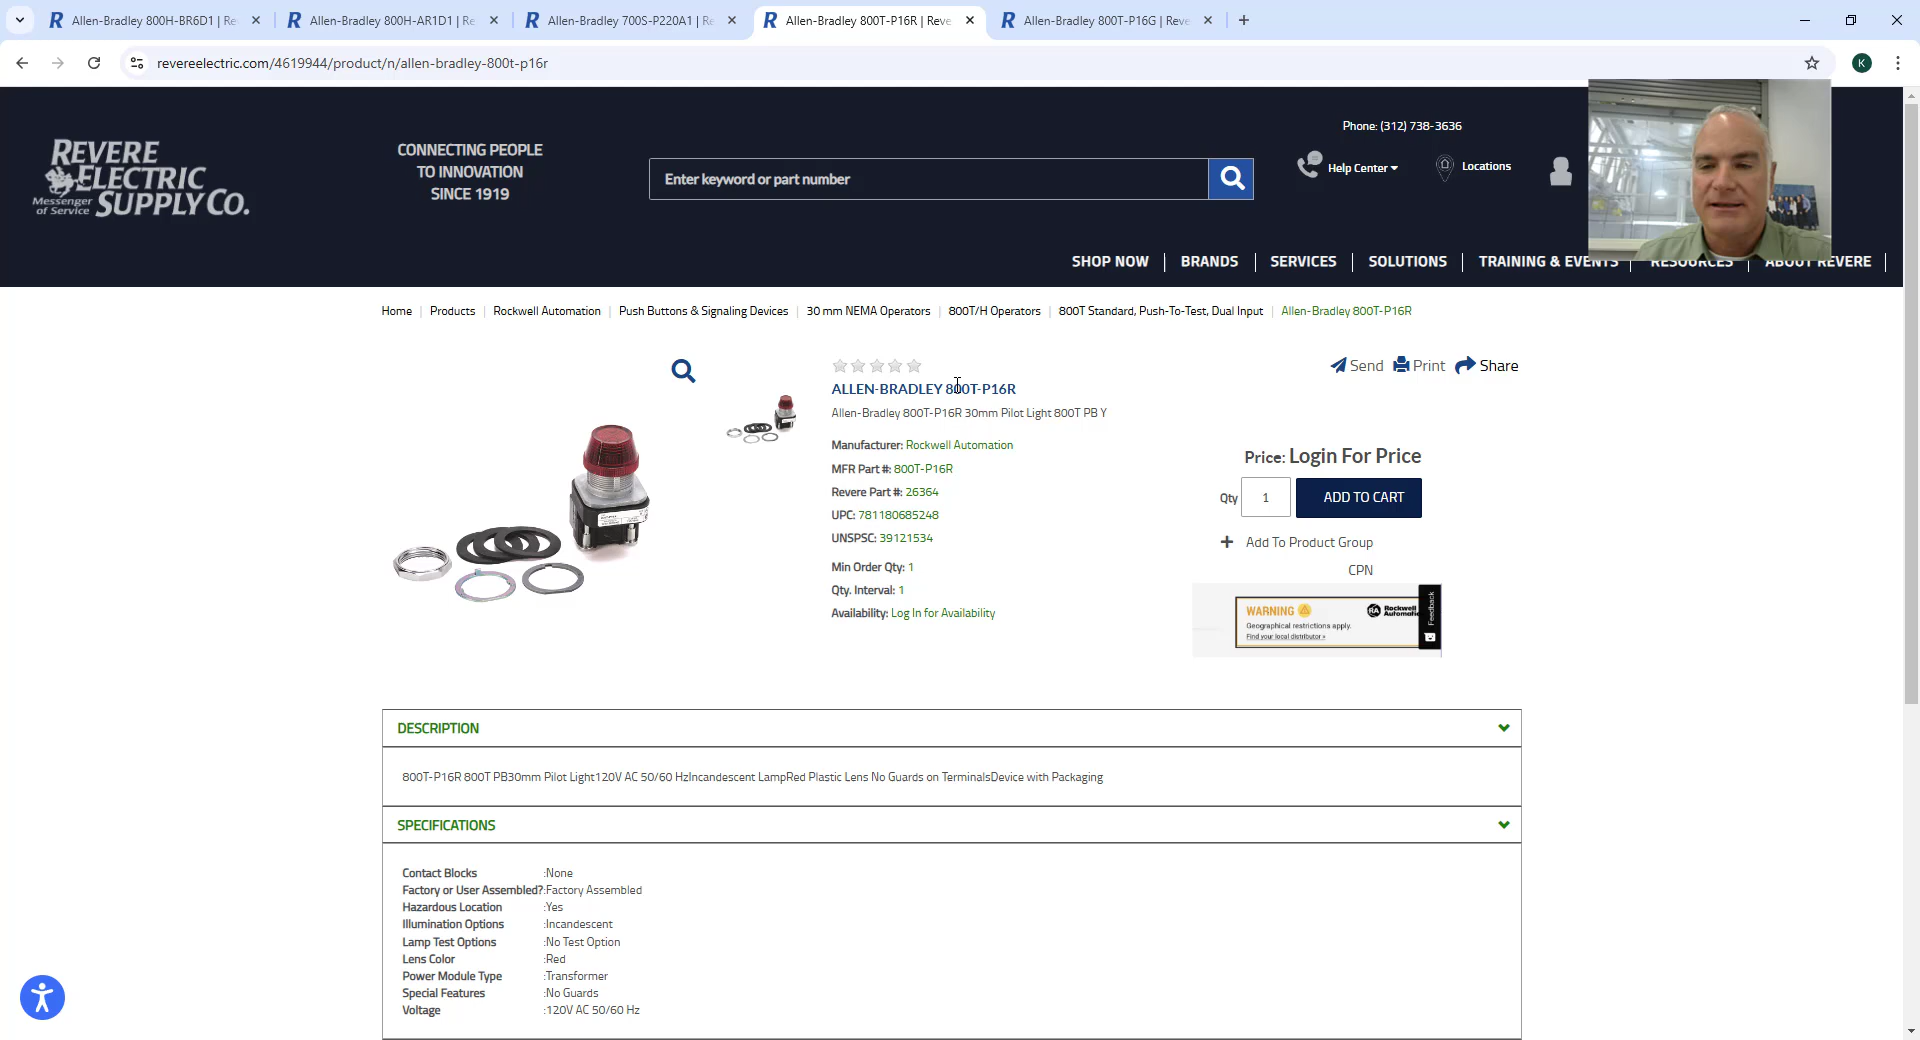 Allen-Bradley 800H-BR6D1 | Re
Allen-Bradley 800H-AR1D1 | Re
Allen-Bradley 700S-P220A1 | Re
Allen-Bradley 800T-P16R | Reve
Allen-Bradley 800T-P16G | Reve
revereelectric.com/4619944/product/n/allen-bradley-800t-p16r
K
REVERE
ELECTRIC
SUPPLY CO.
Messenger
of Service
CONNECTING PEOPLE
TO INNOVATION
SINCE 1919
Enter keyword or part number
Phone: (312) 738-3636
Help Center
Locations
SHOP NOW
BRANDS
SERVICES
SOLUTIONS
TRAINING & EVENTS
RESOURCES
ABOUT REVERE
Home | Products | Rockwell Automation | Push Buttons & Signaling Devices | 30 mm NEMA Operators | 800T/H Operators | 800T Standard, Push-To-Test, Dual Input | Allen-Bradley 800T-P16R
Send
Print
Share
ALLEN-BRADLEY 800T-P16R
Allen-Bradley 800T-P16R 30mm Pilot Light 800T PB Y
Manufacturer: Rockwell Automation
MFR Part #: 800T-P16R
Revere Part #: 26364
UPC: 781180685248
UNSPSC: 39121534
Min Order Qty: 1
Qty. Interval: 1
Availability: Log In for Availability
Price: Login For Price
Qty 1 ADD TO CART
+ Add To Product Group
CPN
WARNING
RA Rockwell
Geographical restrictions apply.
Find your local distributor »
Feedback
DESCRIPTION
800T-P16R 800T PB30mm Pilot Light120V AC 50/60 HzIncandescent LampRed Plastic Lens No Guards on TerminalsDevice with Packaging
SPECIFICATIONS
Contact Blocks :None
Factory or User Assembled?:Factory Assembled
Hazardous Location :Yes
Illumination Options :Incandescent
Lamp Test Options :No Test Option
Lens Color :Red
Power Module Type :Transformer
Special Features :No Guards
Voltage :120V AC 50/60 Hz